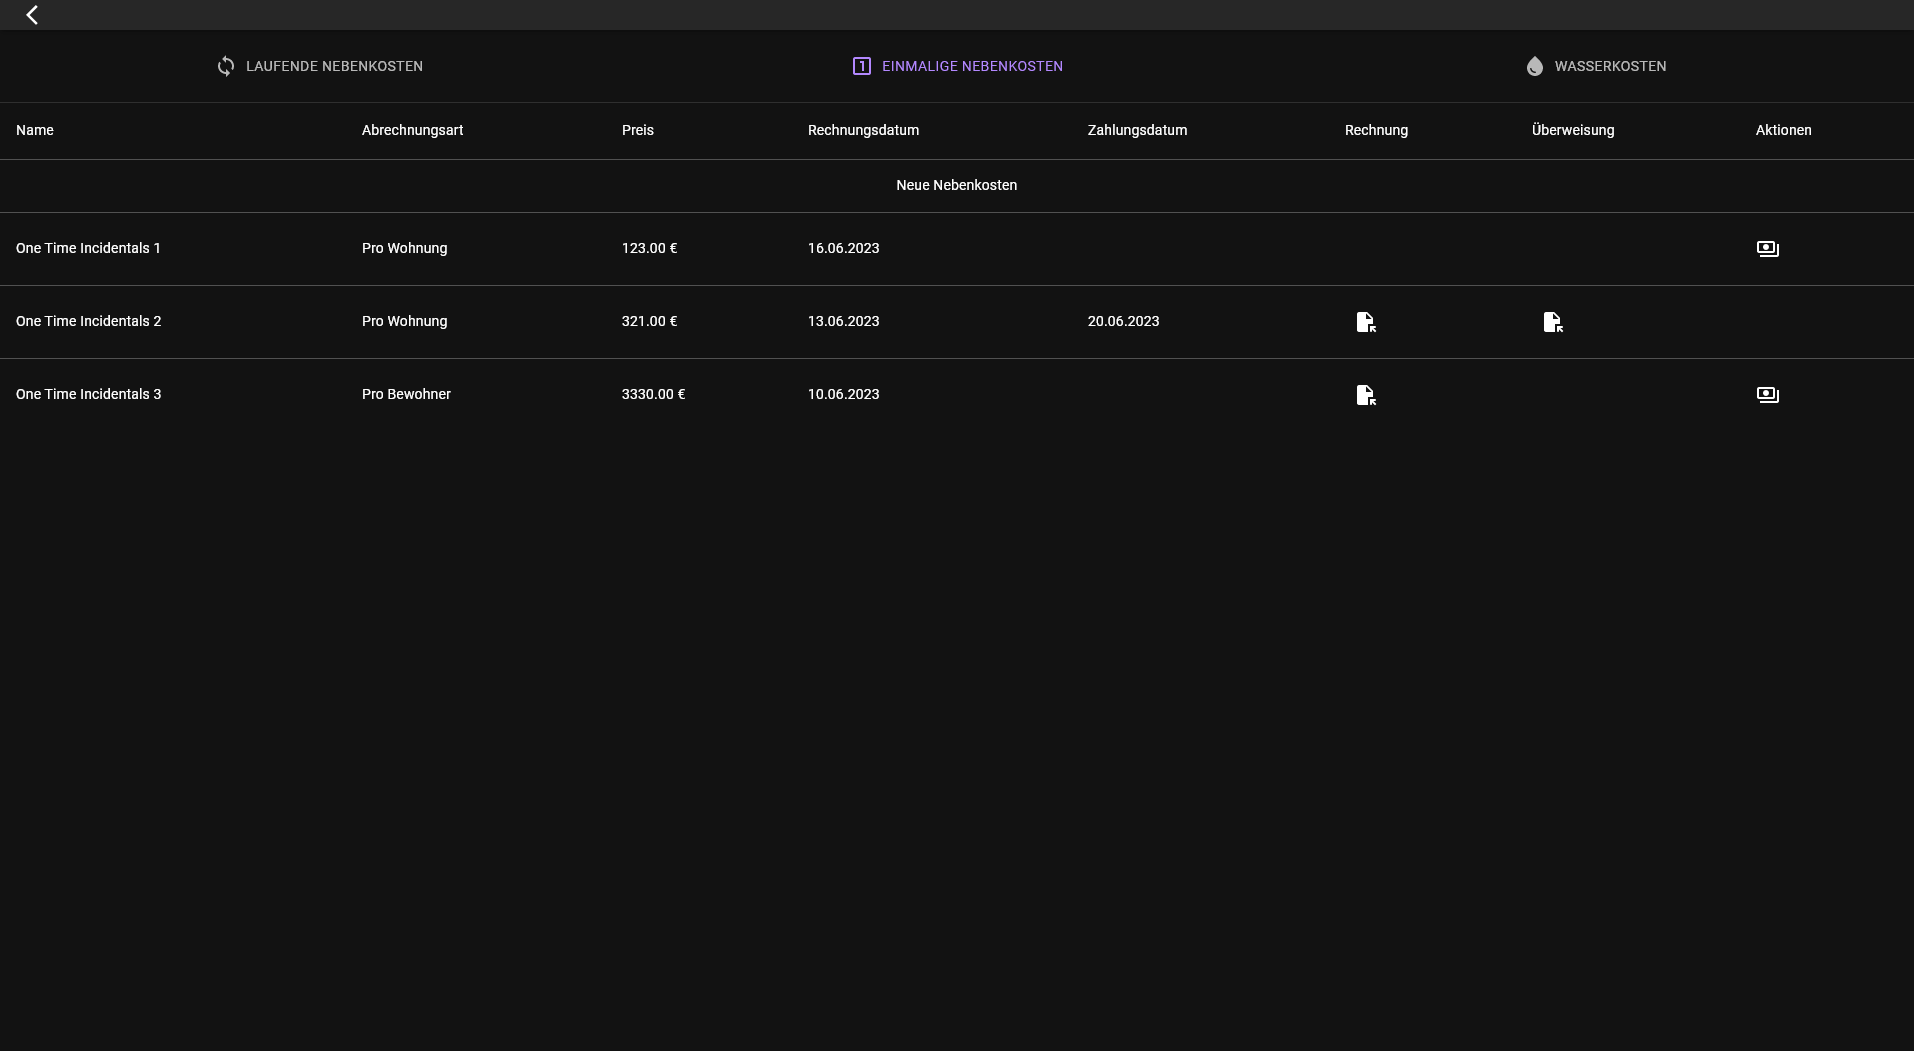 LAUFENDE NEBENKOSTEN EINMALIGE NEBENKOSTEN WASSERKOSTEN
Name Abrechnungsart Preis Rechnungsdatum Zahlungsdatum Rechnung Überweisung Aktionen
Neue Nebenkosten
One Time Incidentals 1 Pro Wohnung 123.00 € 16.06.2023
One Time Incidentals 2 Pro Wohnung 321.00 € 13.06.2023 20.06.2023
One Time Incidentals 3 Pro Bewohner 3330.00 € 10.06.2023